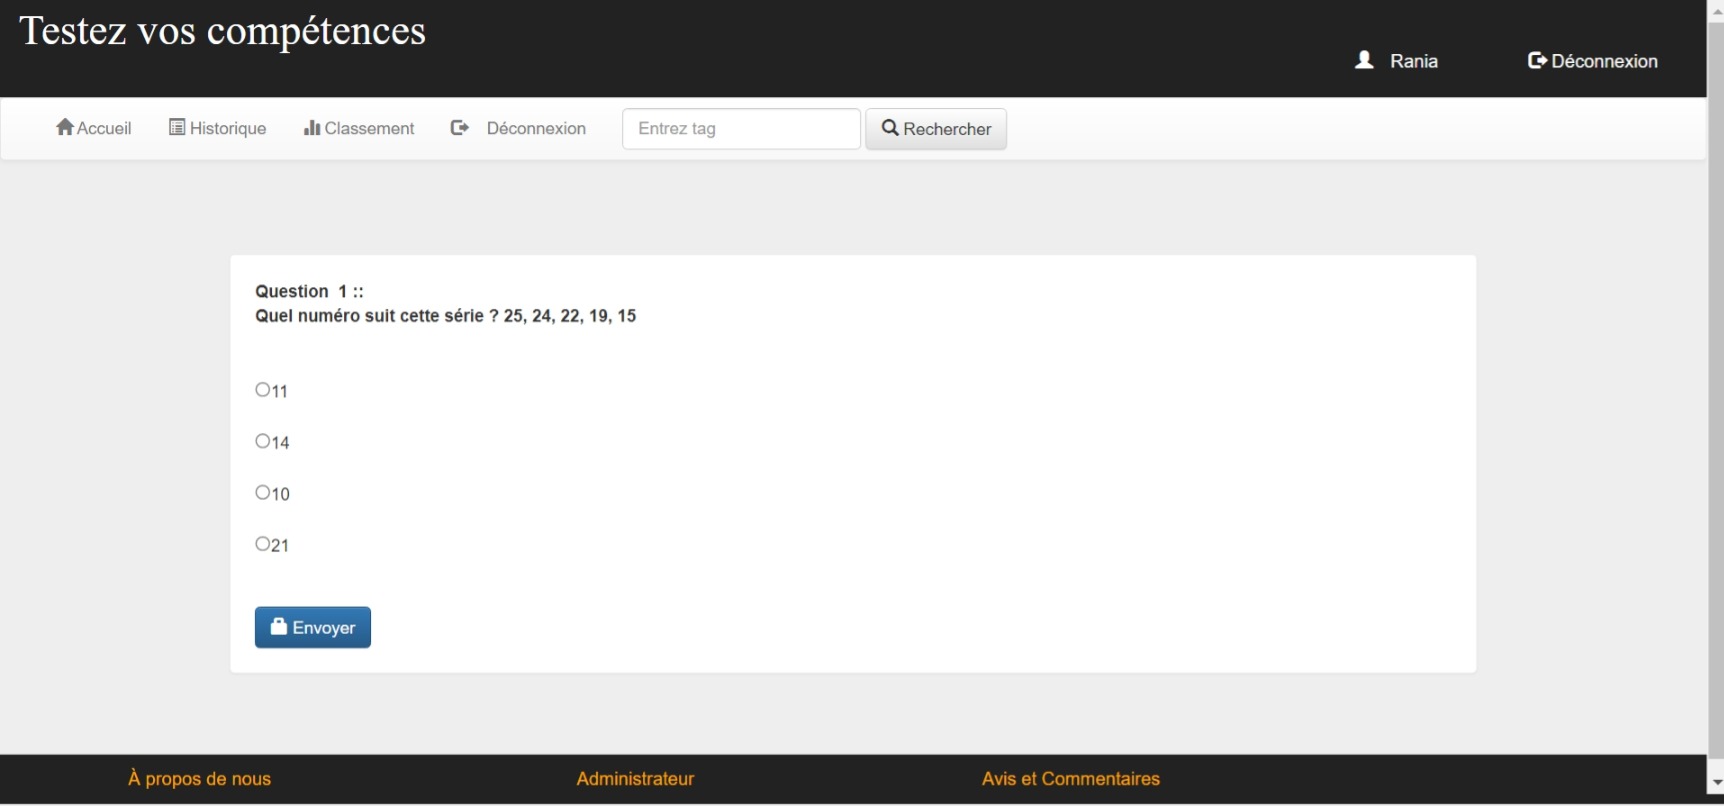 Testez vos compétences
Rania
Déconnexion
Accueil
Historique
Classement
Déconnexion
Entrez tag
Rechercher
Question 1 ::
Quel numéro suit cette série ? 25, 24, 22, 19, 15
11
14
10
21
Envoyer
À propos de nous
Administrateur
Avis et Commentaires